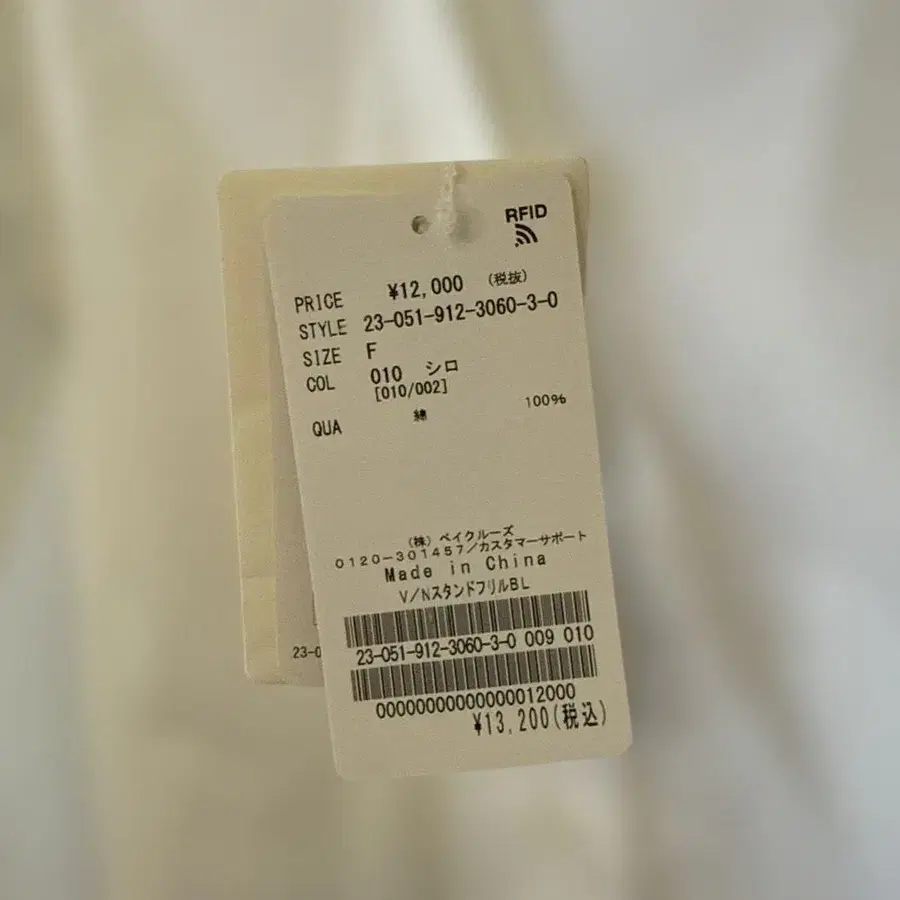 RFID
PRICE ¥12,000 (税抜)
STYLE 23-051-912-3060-3-0
SIZE F
COL 010 シロ
[010/002]
QUA 綿 100%
(株) ベイクルーズ
0120-301457/カスタマーサポート
Made in China
V/NスタンドフリルBL
23-051-912-3060-3-0 009 010
00000000000000012000
¥13,200(税込)
23-0